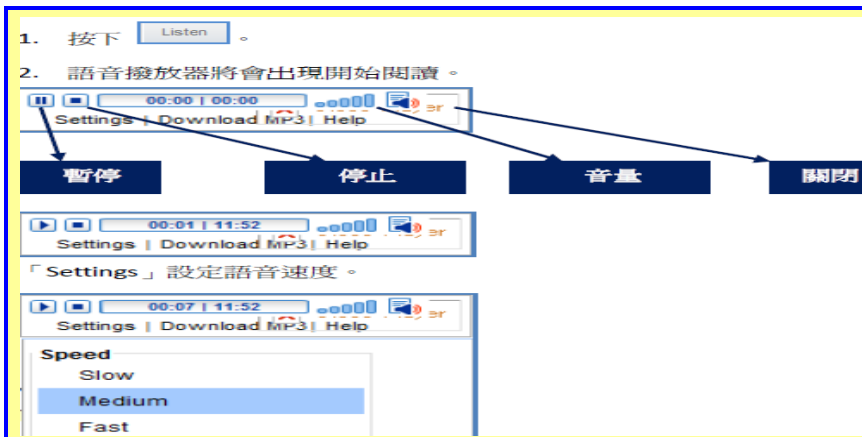 1. 按下 Listen 。
2. 語音撥放器將會出現開始閱讀。
00:00 | 00:00 er
Settings | Download MP3 | Help
暫停 停止 音量 關閉
00:01 | 11:52 er
Settings | Download MP3 | Help
「Settings」設定語音速度。
00:07 | 11:52 er
Settings | Download MP3 | Help
Speed
Slow
Medium
Fast